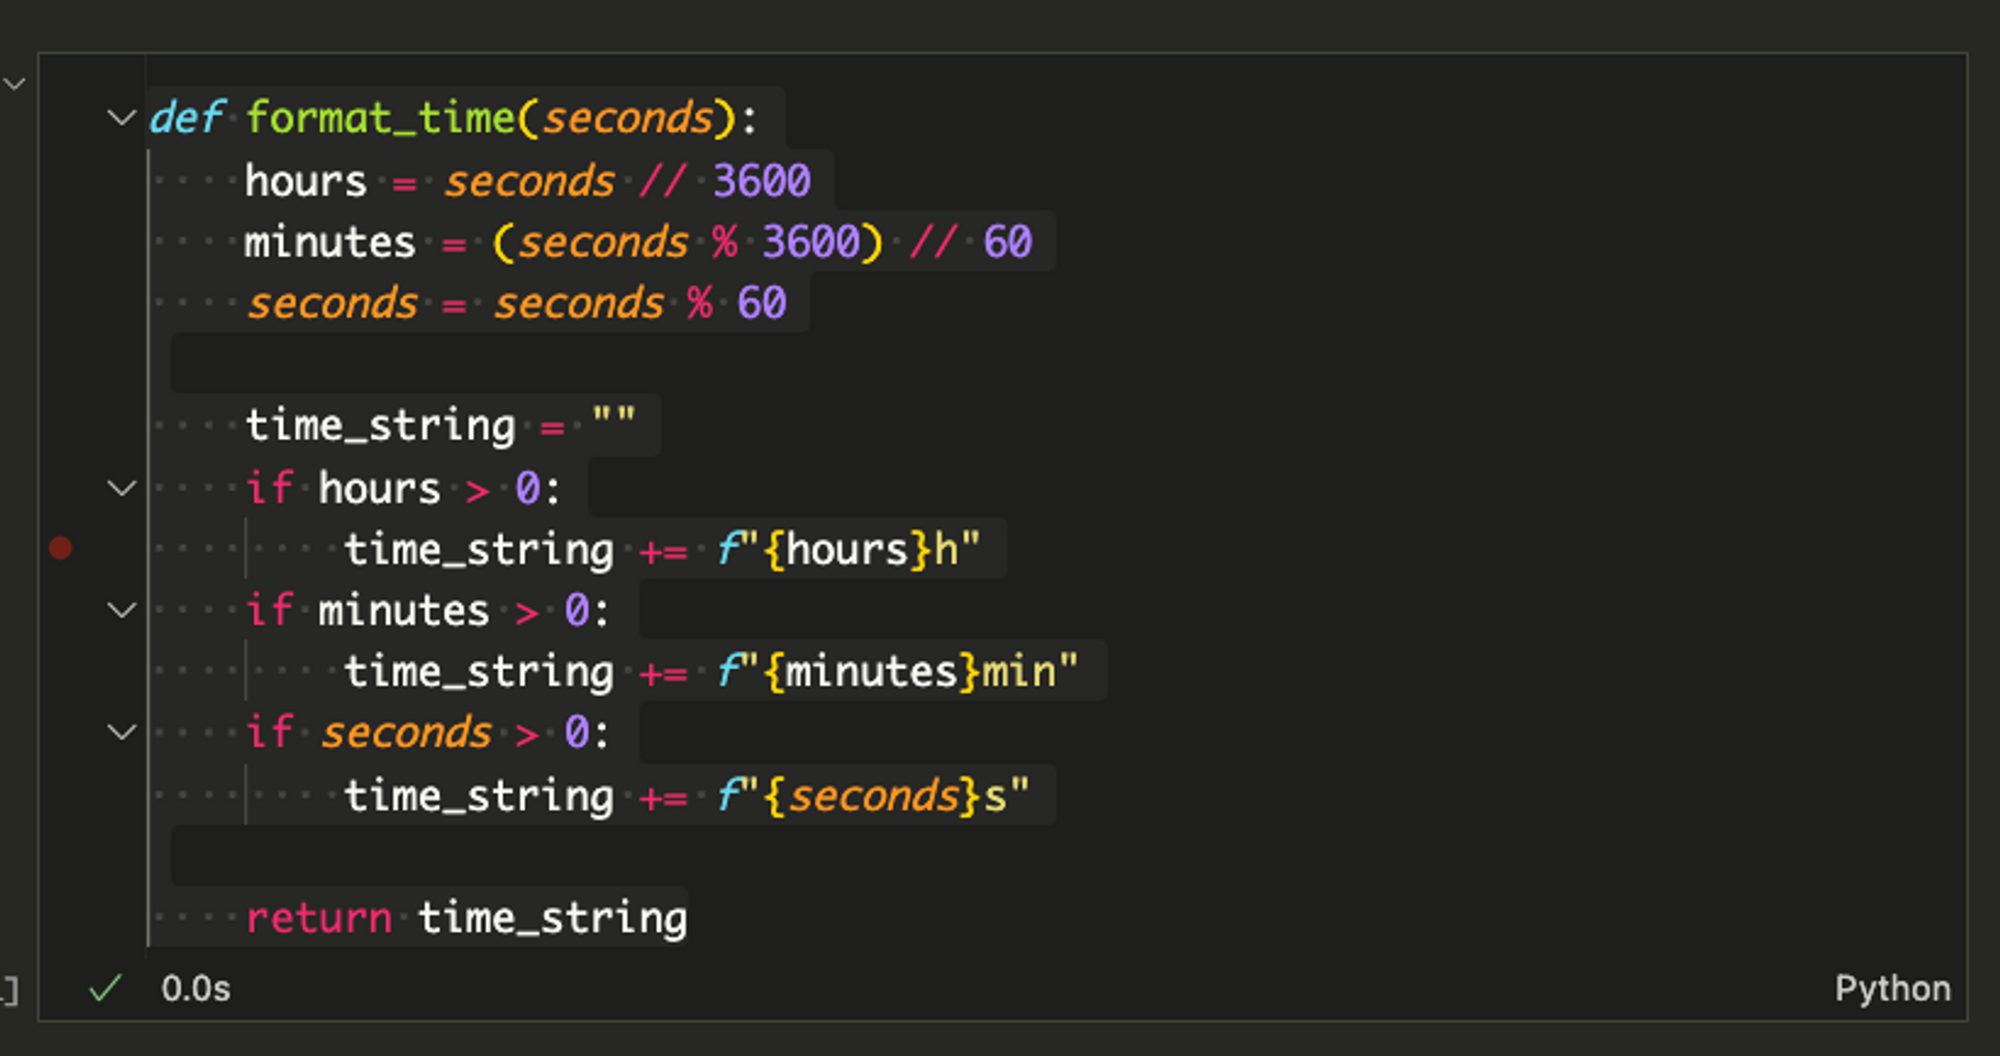 def format_time(seconds):
    hours = seconds // 3600
    minutes = (seconds % 3600) // 60
    seconds = seconds % 60

    time_string = ""
    if hours > 0:
        time_string += f"{hours}h"
    if minutes > 0:
        time_string += f"{minutes}min"
    if seconds > 0:
        time_string += f"{seconds}s"

    return time_string
] 0.0s Python